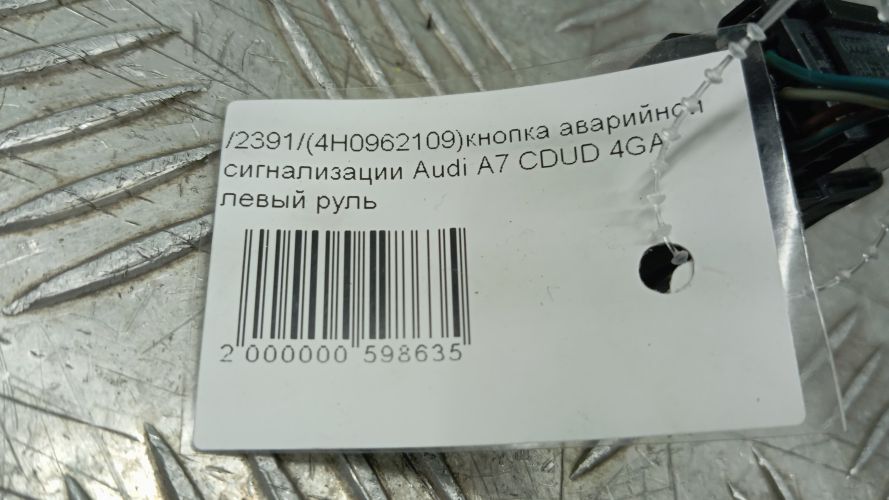 /2391/(4H0962109)кнопка аварийной
сигнализации Audi A7 CDUD 4GA
левый руль
2 000000 598635